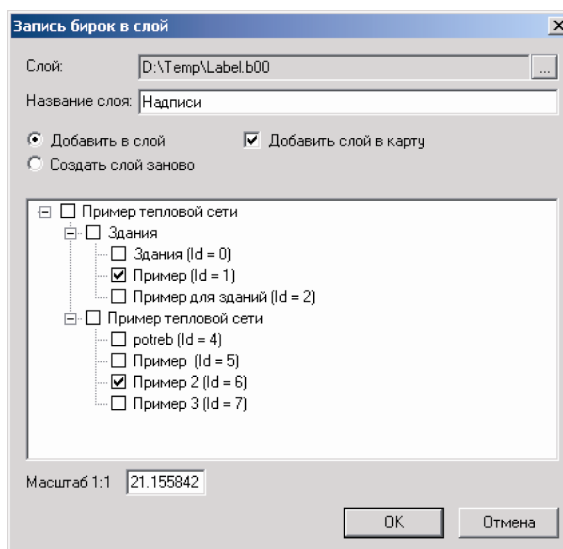 Запись бирок в слой
Слой: D:\Temp\Label.b00 ...
Название слоя: Надписи
Добавить в слой Добавить слой в карту
Создать слой заново
Пример тепловой сети
Здания
Здания (Id = 0)
Пример (Id = 1)
Пример для зданий (Id = 2)
Пример тепловой сети
potreb (Id = 4)
Пример (Id = 5)
Пример 2 (Id = 6)
Пример 3 (Id = 7)
Масштаб 1:1 21.155842
OK Отмена